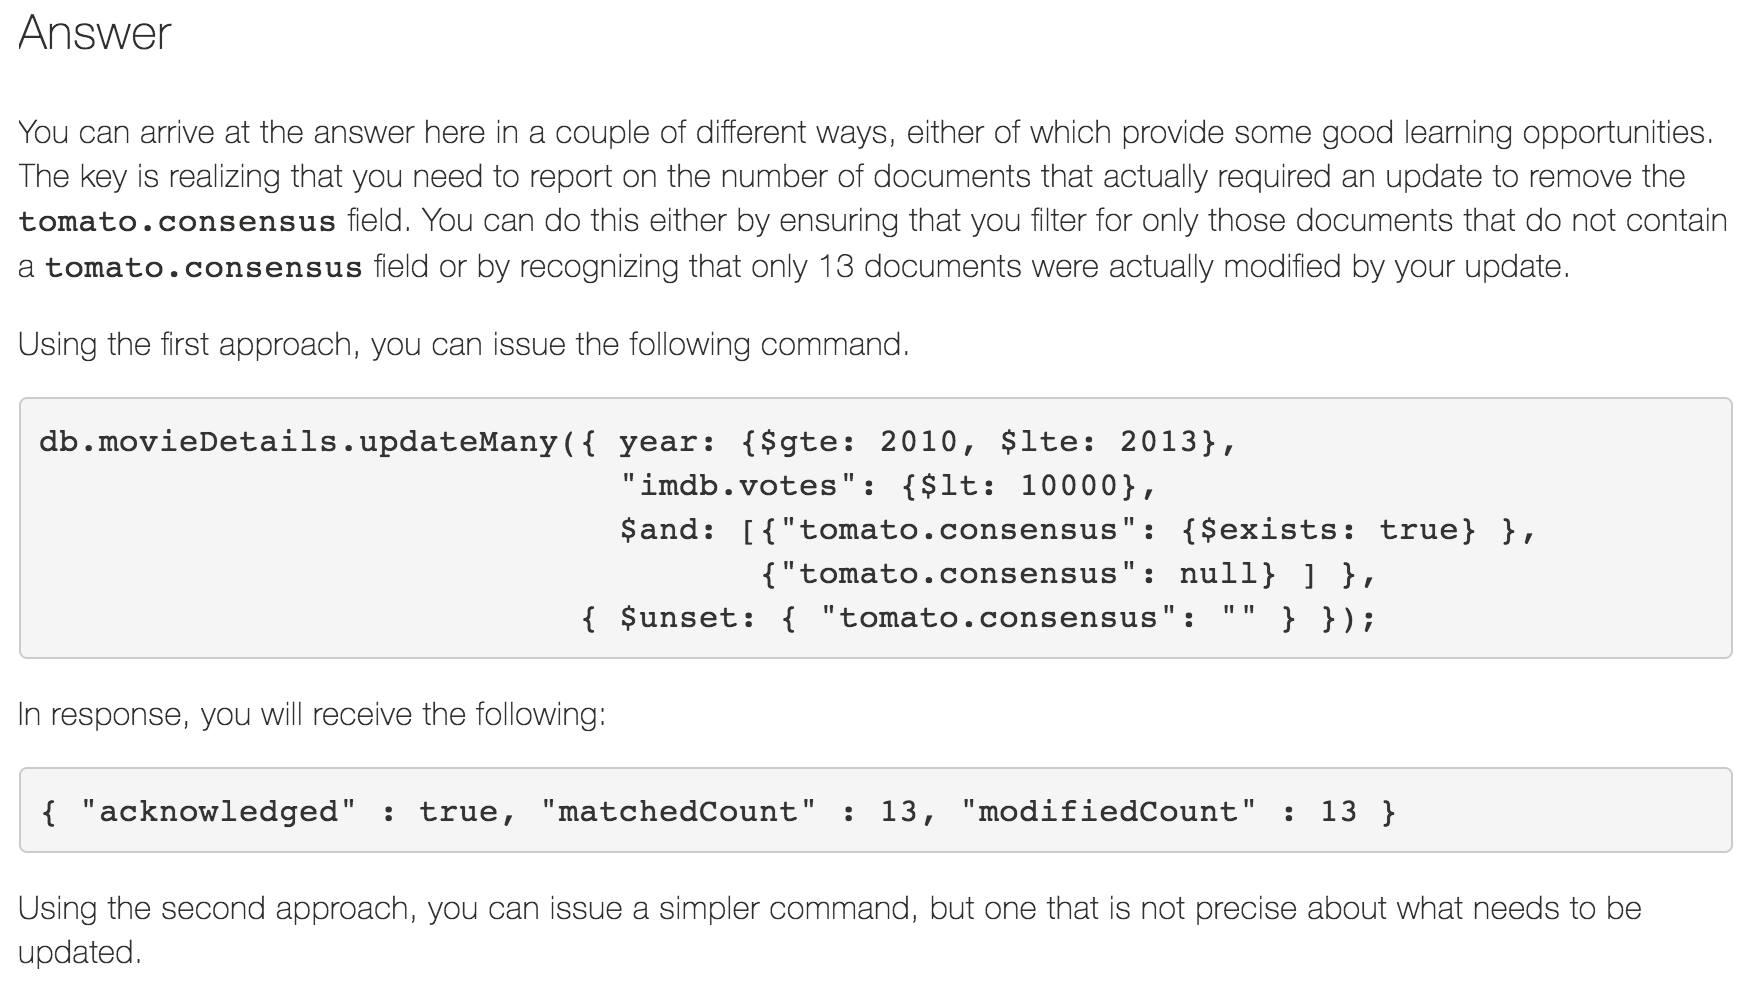 Answer
You can arrive at the answer here in a couple of different ways, either of which provide some good learning opportunities.
The key is realizing that you need to report on the number of documents that actually required an update to remove the
tomato.consensus field. You can do this either by ensuring that you filter for only those documents that do not contain
a tomato.consensus field or by recognizing that only 13 documents were actually modified by your update.
Using the first approach, you can issue the following command.
db.movieDetails.updateMany({ year: {$gte: 2010, $lte: 2013},
"imdb.votes": {$lt: 10000},
$and: [{"tomato.consensus": {$exists: true} },
{"tomato.consensus": null} ] },
{ $unset: { "tomato.consensus": "" } });
In response, you will receive the following:
{ "acknowledged" : true, "matchedCount" : 13, "modifiedCount" : 13 }
Using the second approach, you can issue a simpler command, but one that is not precise about what needs to be
updated.